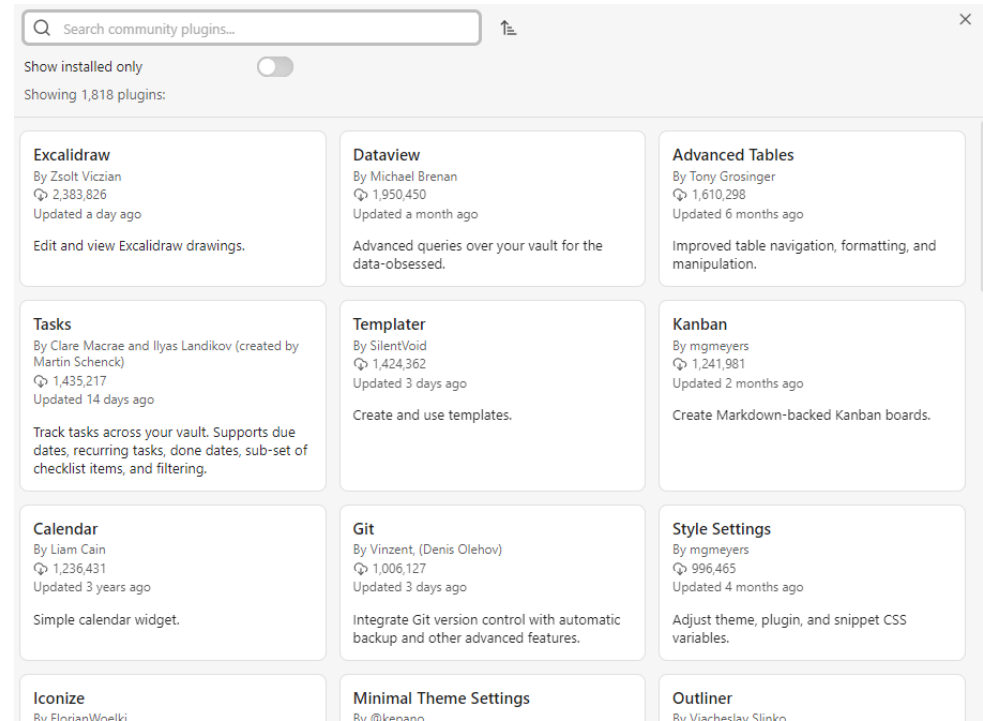 Search community plugins...
Show installed only
Showing 1,818 plugins:
Excalidraw
By Zsolt Viczian
2,383,826
Updated a day ago
Edit and view Excalidraw drawings.
Dataview
By Michael Brenan
1,950,450
Updated a month ago
Advanced queries over your vault for the
data-obsessed.
Advanced Tables
By Tony Grosinger
1,610,298
Updated 6 months ago
Improved table navigation, formatting, and
manipulation.
Tasks
By Clare Macrae and Ilyas Landikov (created by
Martin Schenck)
1,435,217
Updated 14 days ago
Track tasks across your vault. Supports due
dates, recurring tasks, done dates, sub-set of
checklist items, and filtering.
Templater
By SilentVoid
1,424,362
Updated 3 days ago
Create and use templates.
Kanban
By mgmeyers
1,241,981
Updated 2 months ago
Create Markdown-backed Kanban boards.
Calendar
By Liam Cain
1,236,431
Updated 3 years ago
Simple calendar widget.
Git
By Vinzent, (Denis Olehov)
1,006,127
Updated 3 days ago
Integrate Git version control with automatic
backup and other advanced features.
Style Settings
By mgmeyers
996,465
Updated 4 months ago
Adjust theme, plugin, and snippet CSS
variables.
Iconize
By FlorianWoelki
Minimal Theme Settings
By @kepano
Outliner
By Viacheslav Slinko